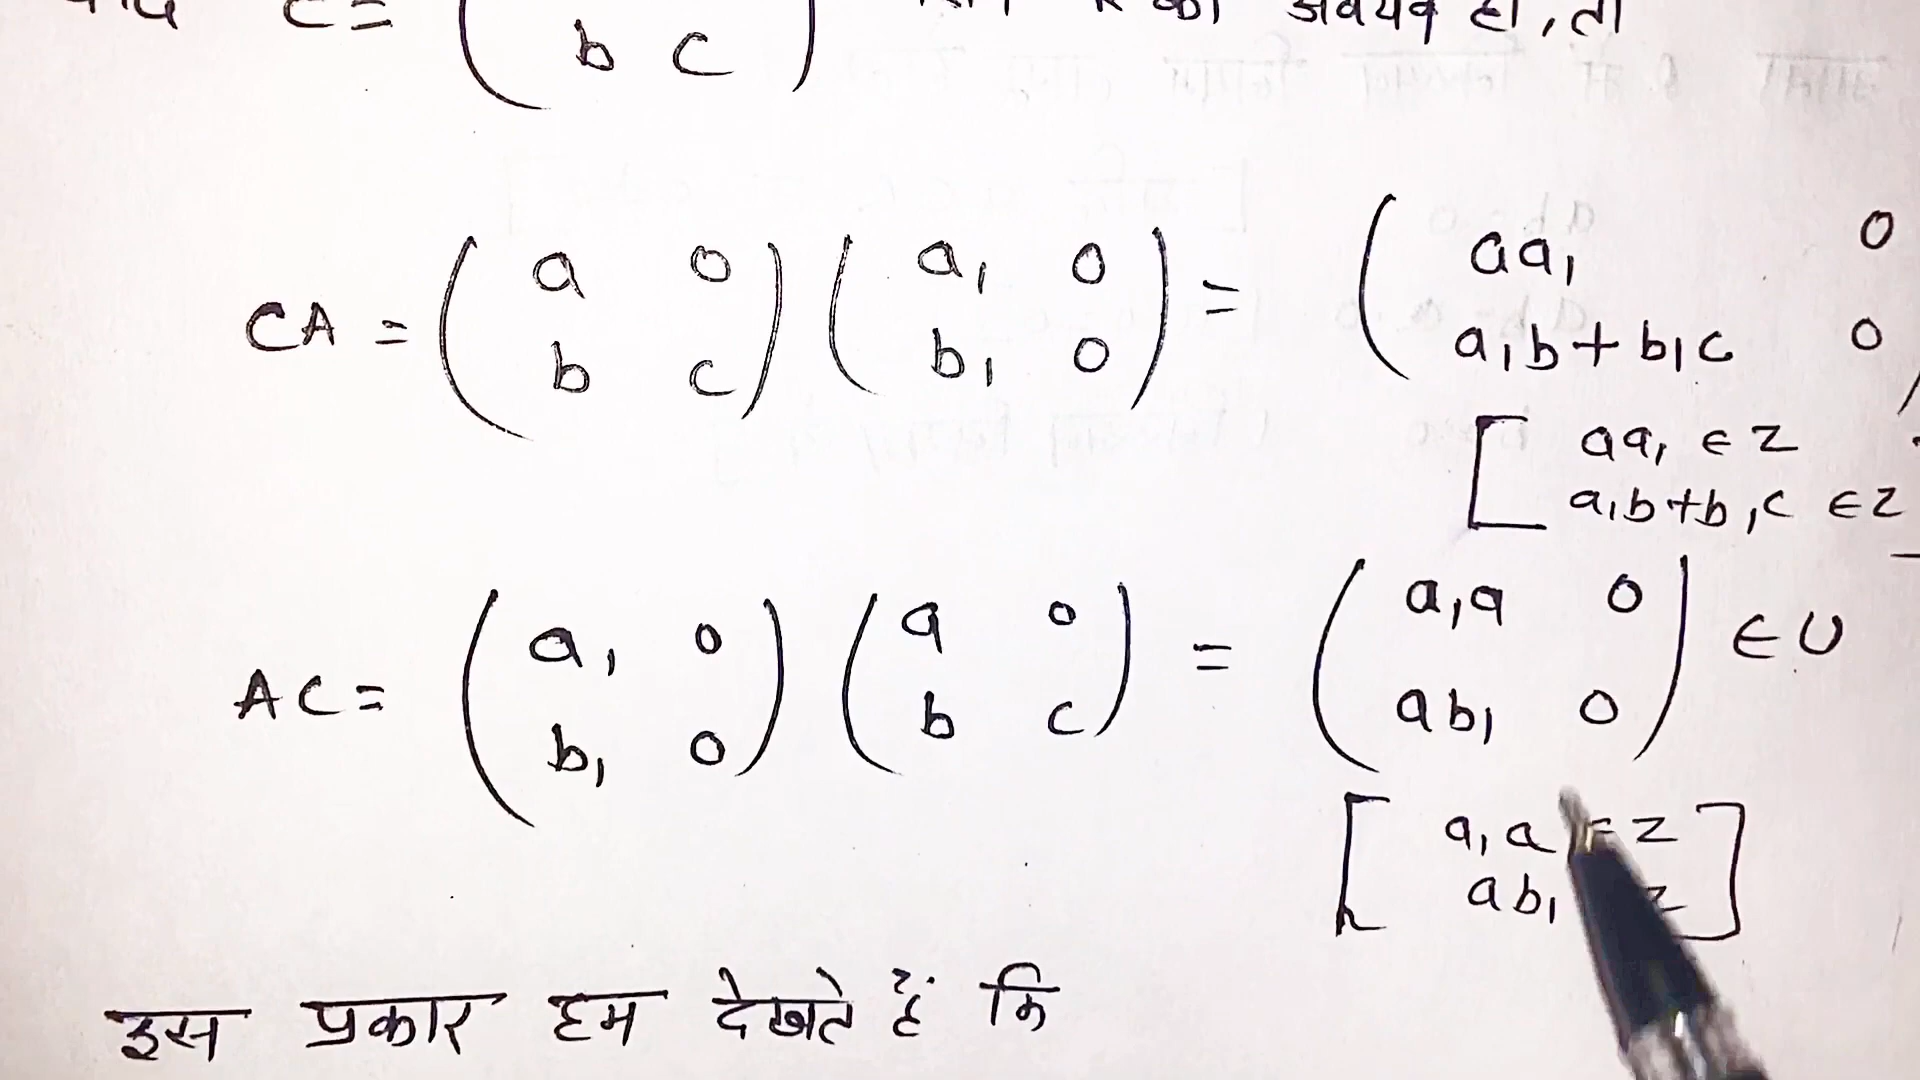 C = ( b c ) का अवयव हो, तो
CA = ( a 0 b c ) ( a₁ 0 b₁ 0 ) = ( aa₁ 0 a₁b + b₁c 0
[ aa₁ ∈ Z
a₁b + b₁c ∈ Z
AC = ( a₁ 0 b₁ 0 ) ( a 0 b c ) = ( a₁a 0 ab₁ 0 ) ∈ U
[ a₁a ∈ Z
ab₁ Z ]
इस प्रकार हम देखते हैं कि